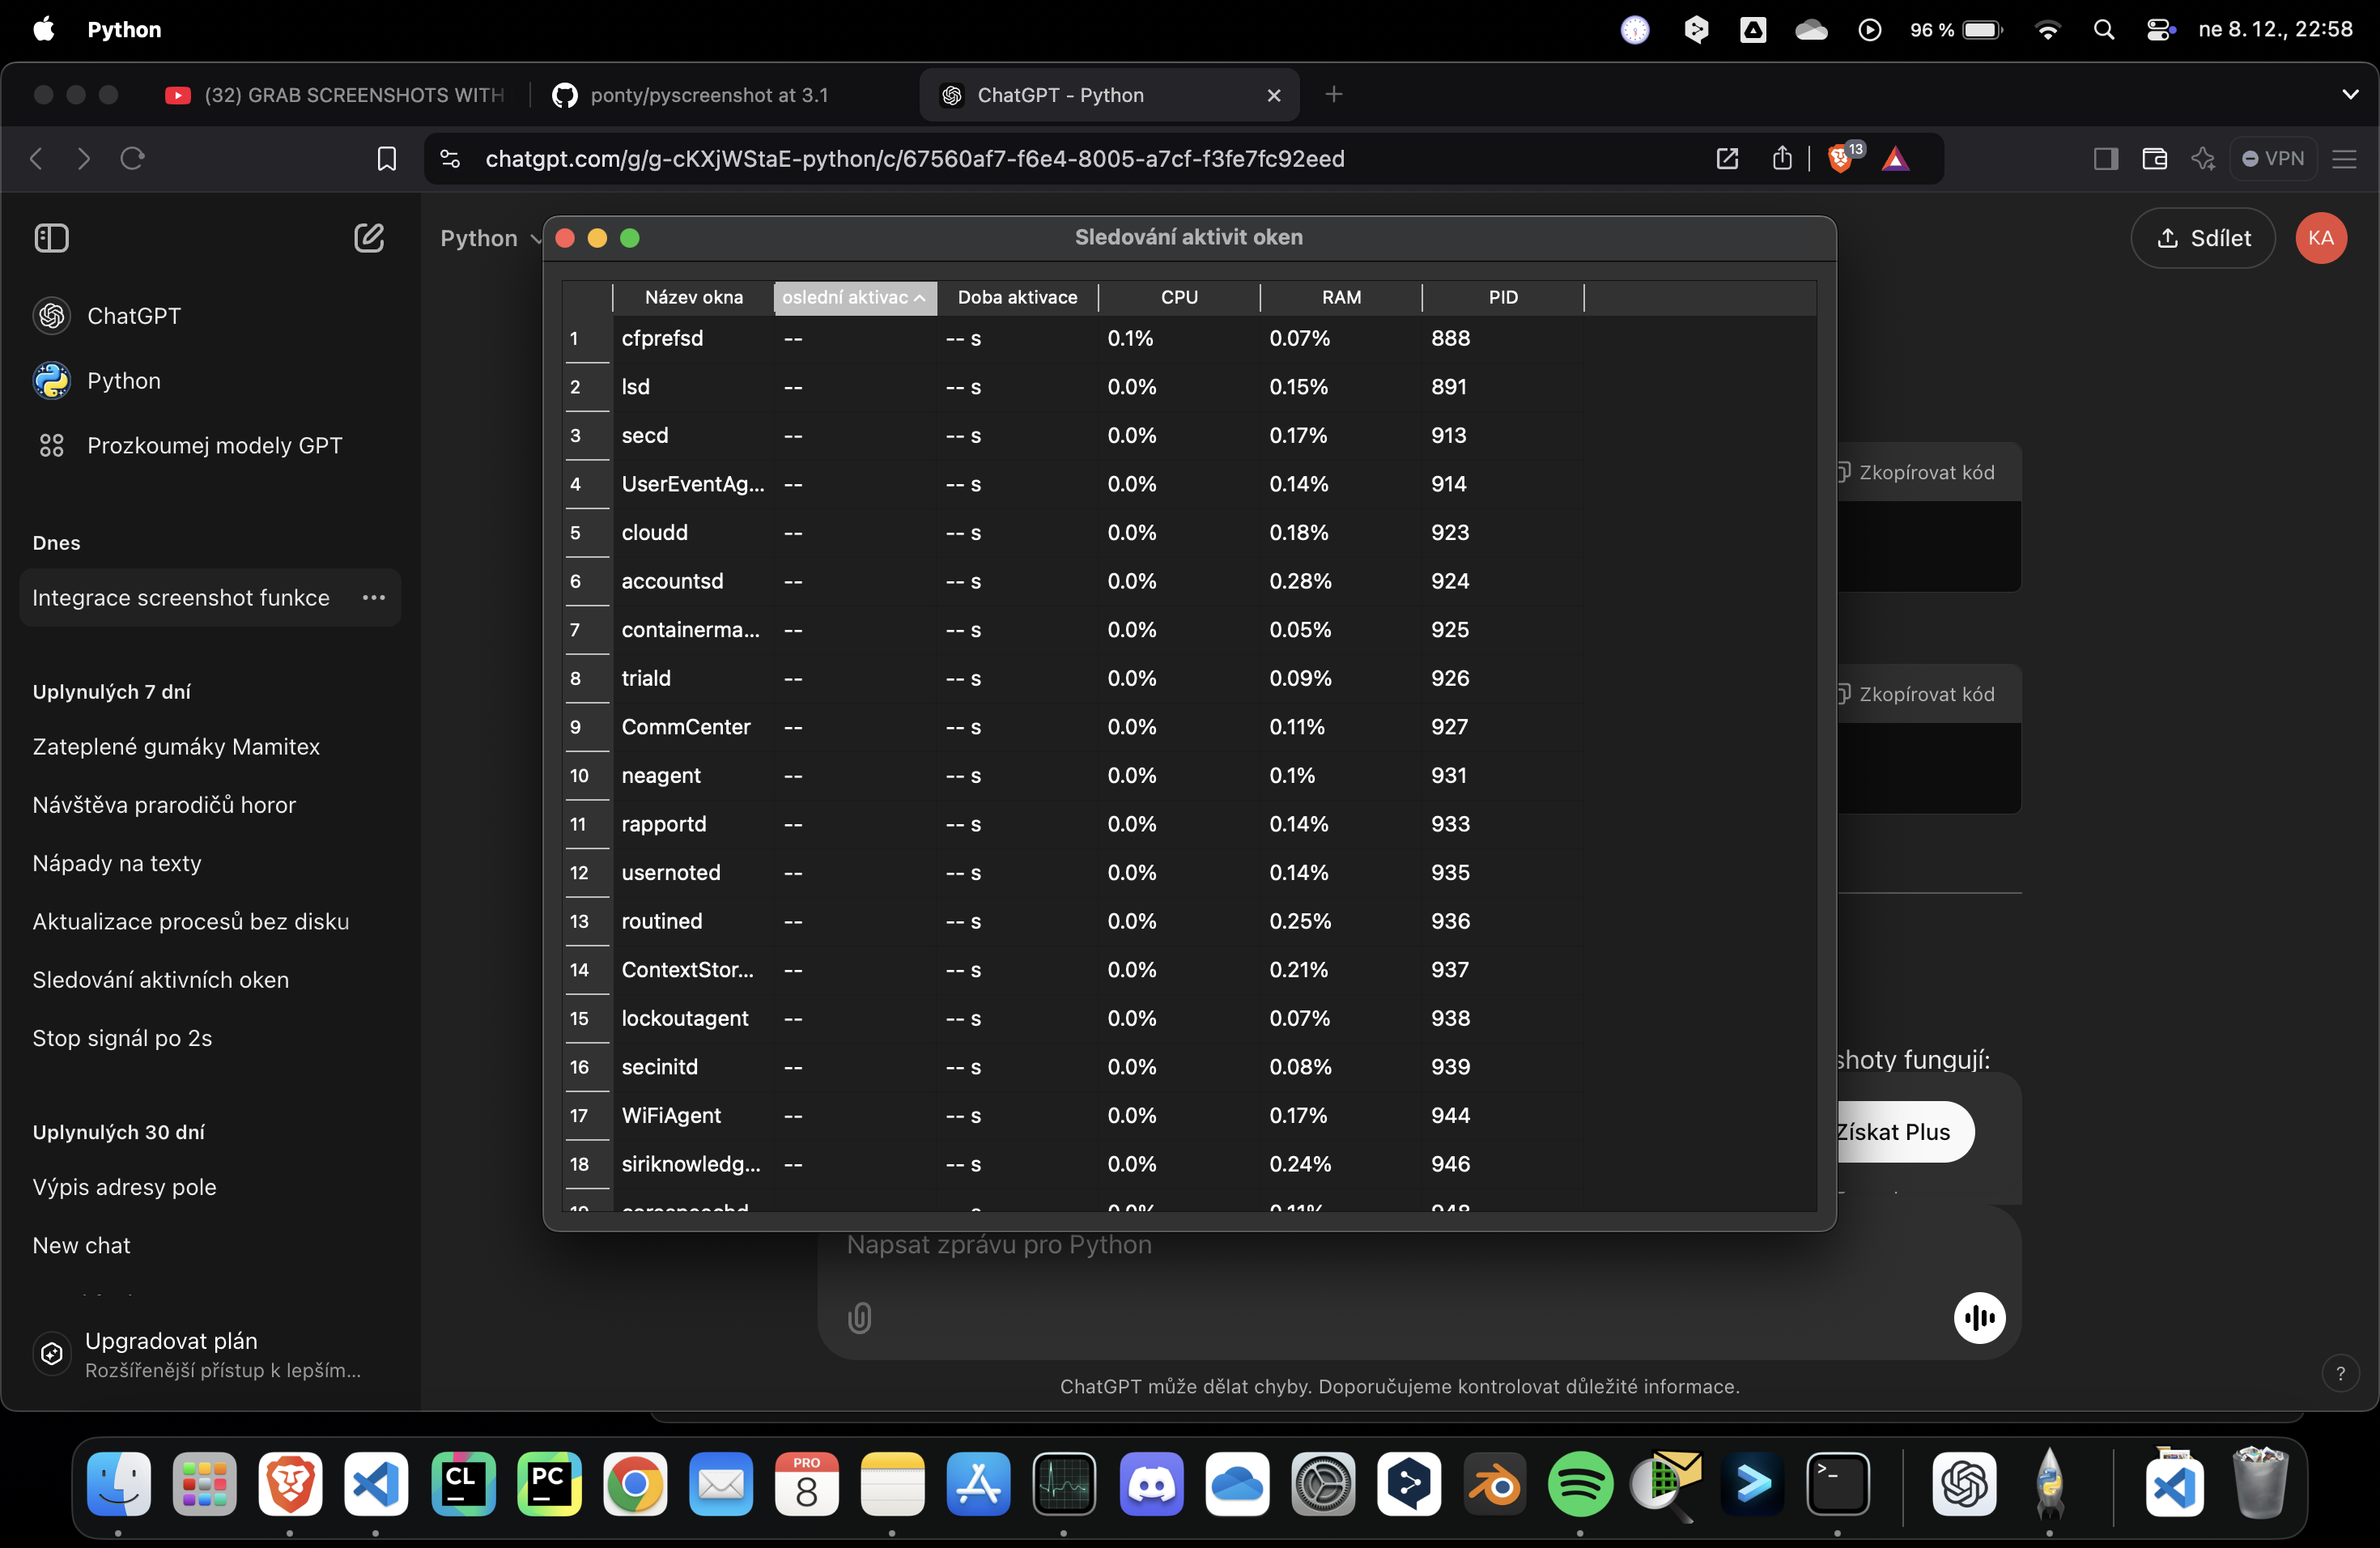 Python
96 %
ne 8. 12., 22:58
(32) GRAB SCREENSHOTS WITH
ponty/pyscreenshot at 3.1
ChatGPT - Python
chatgpt.com/g/g-cKXjWStaE-python/c/67560af7-f6e4-8005-a7cf-f3fe7fc92eed
13
VPN
Python
Sdílet
KA
ChatGPT
Python
Prozkoumej modely GPT
Dnes
Integrace screenshot funkce
Uplynulých 7 dní
Zateplené gumáky Mamitex
Návštěva prarodičů horor
Nápady na texty
Aktualizace procesů bez disku
Sledování aktivních oken
Stop signál po 2s
Uplynulých 30 dní
Výpis adresy pole
New chat
Upgradovat plán
Rozšířenější přístup k lepším...
Sledování aktivit oken
Název okna oslední aktivac Doba aktivace CPU RAM PID
1 cfprefsd -- -- s 0.1% 0.07% 888
2 lsd -- -- s 0.0% 0.15% 891
3 secd -- -- s 0.0% 0.17% 913
4 UserEventAg... -- -- s 0.0% 0.14% 914
5 cloudd -- -- s 0.0% 0.18% 923
6 accountsd -- -- s 0.0% 0.28% 924
7 containerma... -- -- s 0.0% 0.05% 925
8 triald -- -- s 0.0% 0.09% 926
9 CommCenter -- -- s 0.0% 0.11% 927
10 neagent -- -- s 0.0% 0.1% 931
11 rapportd -- -- s 0.0% 0.14% 933
12 usernoted -- -- s 0.0% 0.14% 935
13 routined -- -- s 0.0% 0.25% 936
14 ContextStor... -- -- s 0.0% 0.21% 937
15 lockoutagent -- -- s 0.0% 0.07% 938
16 secinitd -- -- s 0.0% 0.08% 939
17 WiFiAgent -- -- s 0.0% 0.17% 944
18 siriknowledg... -- -- s 0.0% 0.24% 946
Zkopírovat kód
Zkopírovat kód
shoty fungují:
Získat Plus
Napsat zprávu pro Python
ChatGPT může dělat chyby. Doporučujeme kontrolovat důležité informace.
?
CL
PC
PRO
8
>_